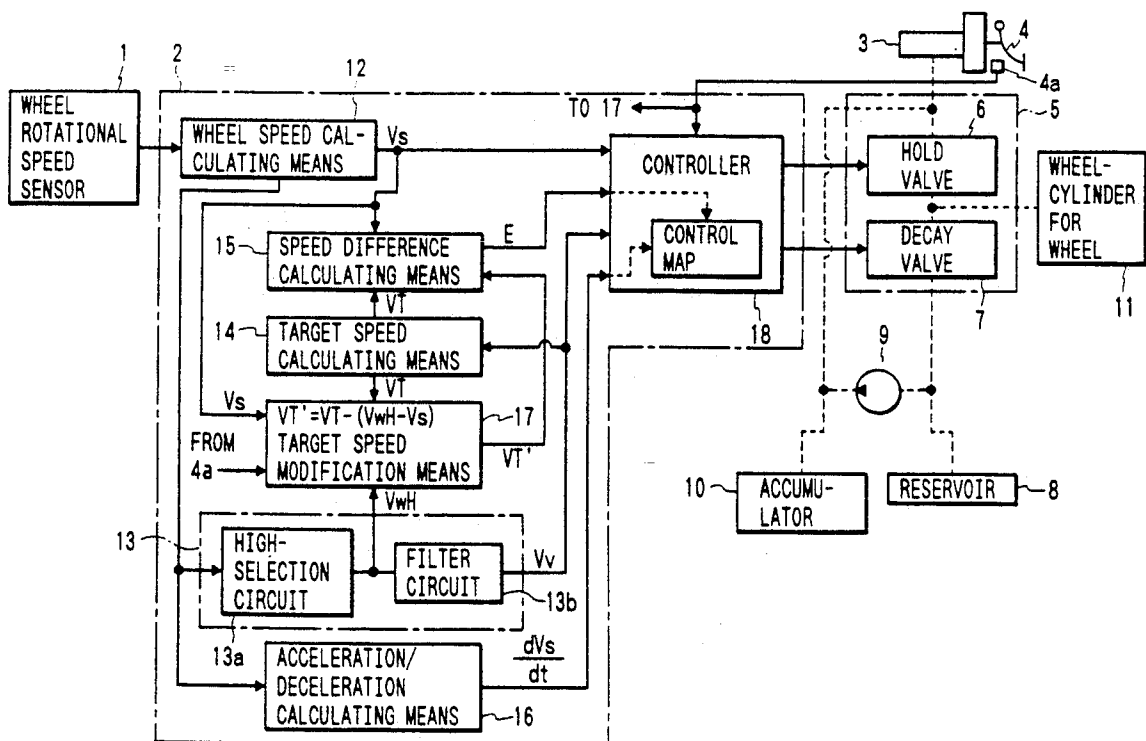 1
WHEEL
ROTATIONAL
SPEED
SENSOR
2
12
WHEEL SPEED CAL-
CULATING MEANS
Vs
TO 17
3
4
4a
5
6
HOLD
VALVE
DECAY
VALVE
7
WHEEL-
CYLINDER
FOR
WHEEL
11
CONTROLLER
CONTROL
MAP
18
15
SPEED DIFFERENCE
CALCULATING MEANS
E
VT
14
TARGET SPEED
CALCULATING MEANS
VT
Vs
FROM
4a
VT'=VT-(VwH-Vs)
TARGET SPEED
MODIFICATION MEANS
17
VT'
VwH
13
HIGH-
SELECTION
CIRCUIT
13a
FILTER
CIRCUIT
13b
Vv
ACCELERATION/
DECELERATION
CALCULATING MEANS
16
dVs
dt
9
10
ACCUMU-
LATOR
RESERVOIR
8